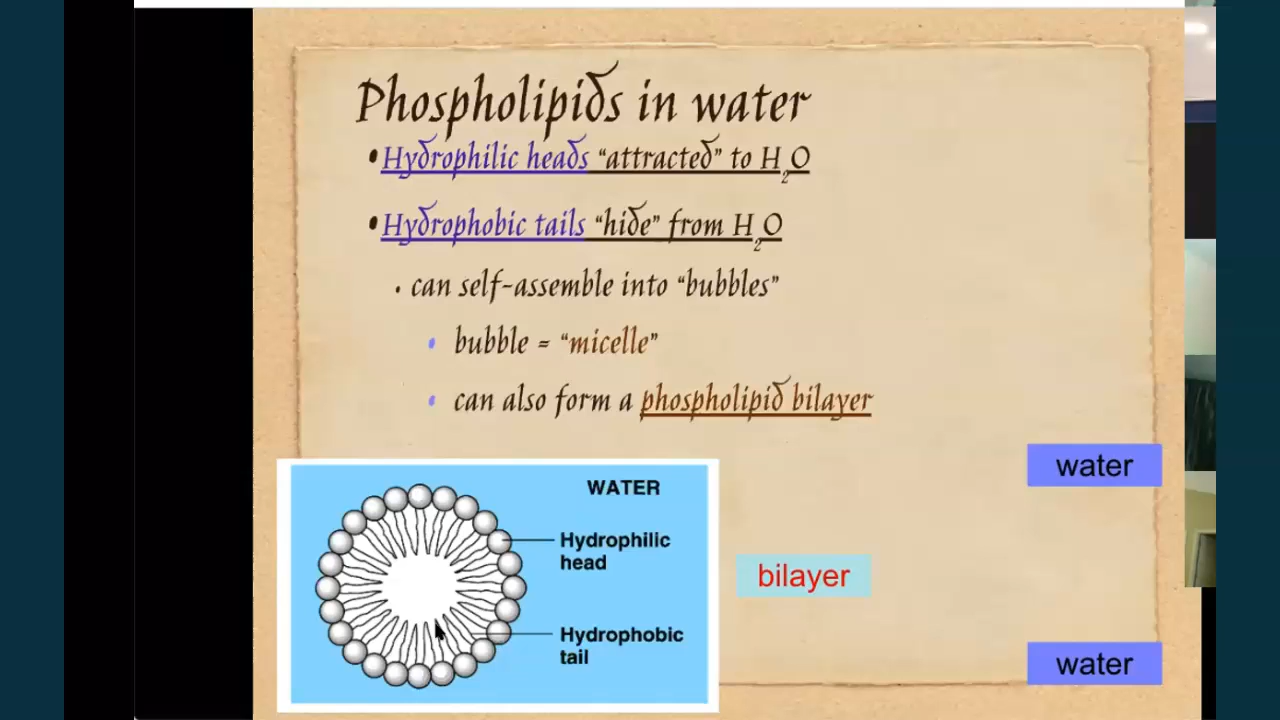 Phospholipids in water
•Hydrophilic heads “attracted” to H₂O
•Hydrophobic tails “hide” from H₂O
• can self-assemble into “bubbles”
• bubble = “micelle”
• can also form a phospholipid bilayer
WATER
Hydrophilic
head
Hydrophobic
tail
bilayer
water
water